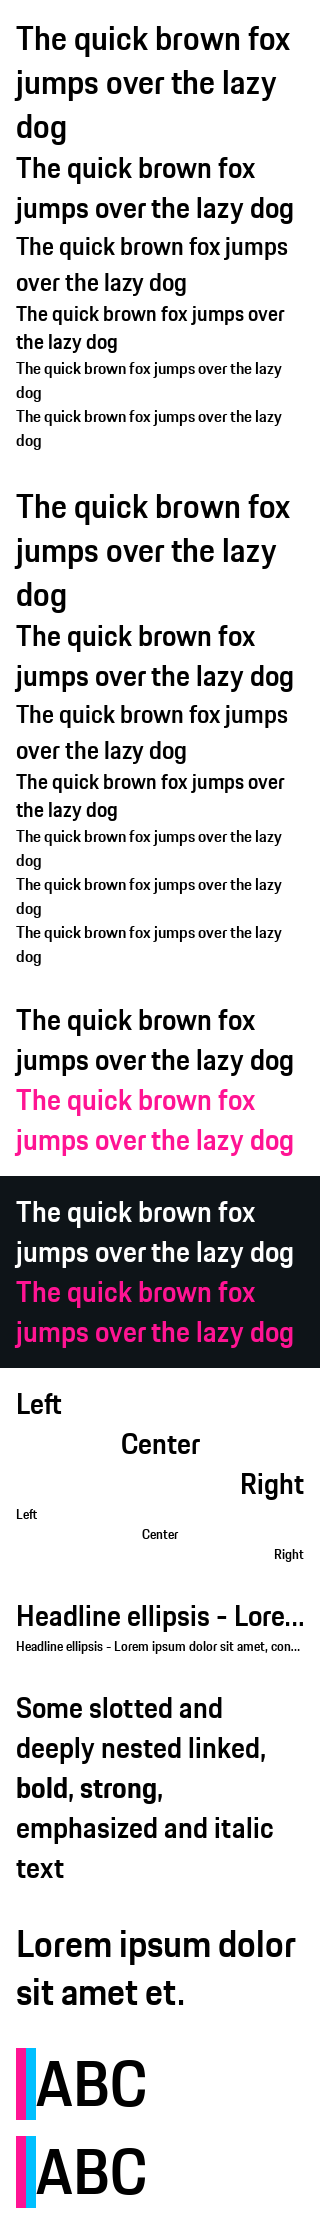 The quick brown fox
jumps over the lazy
dog
The quick brown fox
jumps over the lazy dog
The quick brown fox jumps
over the lazy dog
The quick brown fox jumps over
the lazy dog
The quick brown fox jumps over the lazy
dog
The quick brown fox jumps over the lazy
dog
The quick brown fox
jumps over the lazy
dog
The quick brown fox
jumps over the lazy dog
The quick brown fox jumps
over the lazy dog
The quick brown fox jumps over
the lazy dog
The quick brown fox jumps over the lazy
dog
The quick brown fox jumps over the lazy
dog
The quick brown fox jumps over the lazy
dog
The quick brown fox
jumps over the lazy dog
The quick brown fox
jumps over the lazy dog
The quick brown fox
jumps over the lazy dog
The quick brown fox
jumps over the lazy dog
Left
Center
Right
Left
Center
Right
Headline ellipsis - Lore...
Headline ellipsis - Lorem ipsum dolor sit amet, con...
Some slotted and
deeply nested linked,
bold, strong,
emphasized and italic
text
Lorem ipsum dolor
sit amet et.
ABC
ABC